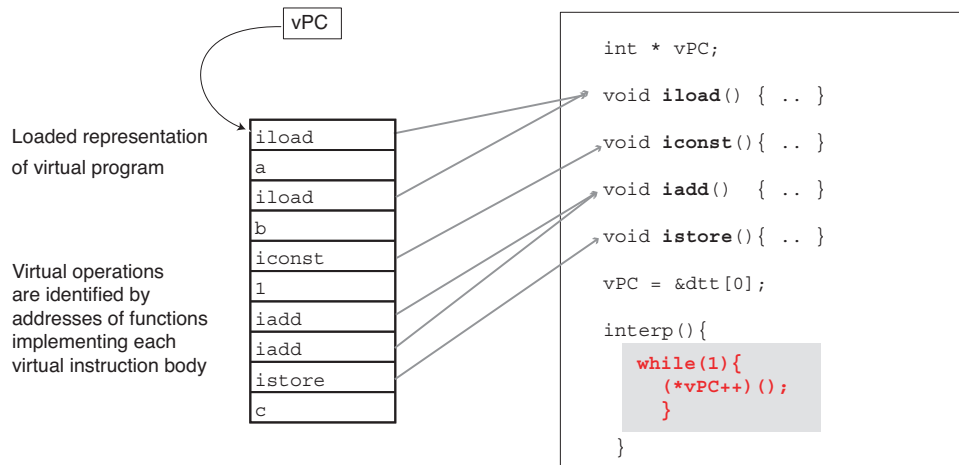 vPC
Loaded representation
of virtual program
Virtual operations
are identified by
addresses of functions
implementing each
virtual instruction body
iload
a
iload
b
iconst
1
iadd
iadd
istore
c
int * vPC;
void iload() { .. }
void iconst(){ .. }
void iadd()  { .. }
void istore(){ .. }
vPC = &dtt[0];
interp(){
while(1){
(*vPC++)();
}
}